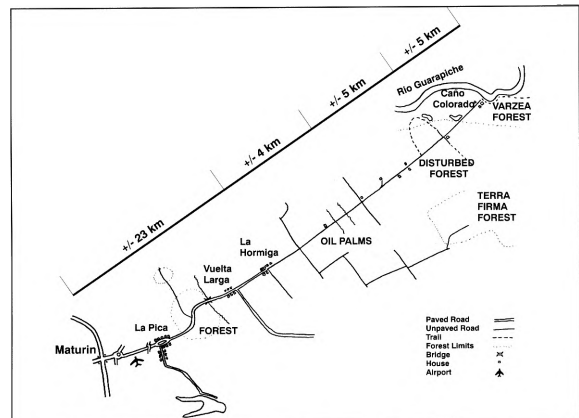 +/- 5 km
+/- 5 km
+/- 4 km
+/- 23 km
Rio Guarapiche
Caño
Colorado
VARZEA
FOREST
DISTURBED
FOREST
TERRA
FIRMA
FOREST
OIL PALMS
La
Hormiga
Vuelta
Larga
La Pica
FOREST
Maturin
Paved Road
Unpaved Road
Trail
Forest Limits
Bridge
House
Airport